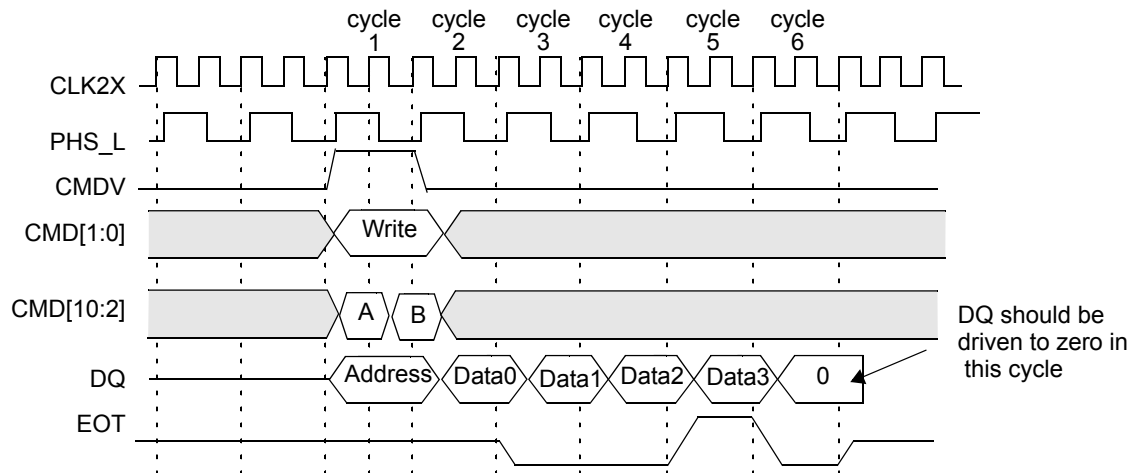 cycle cycle cycle cycle cycle cycle
1 2 3 4 5 6
CLK2X
PHS_L
CMDV
CMD[1:0] Write
CMD[10:2] A B
DQ Address Data0 Data1 Data2 Data3 0
DQ should be
driven to zero in
this cycle
EOT